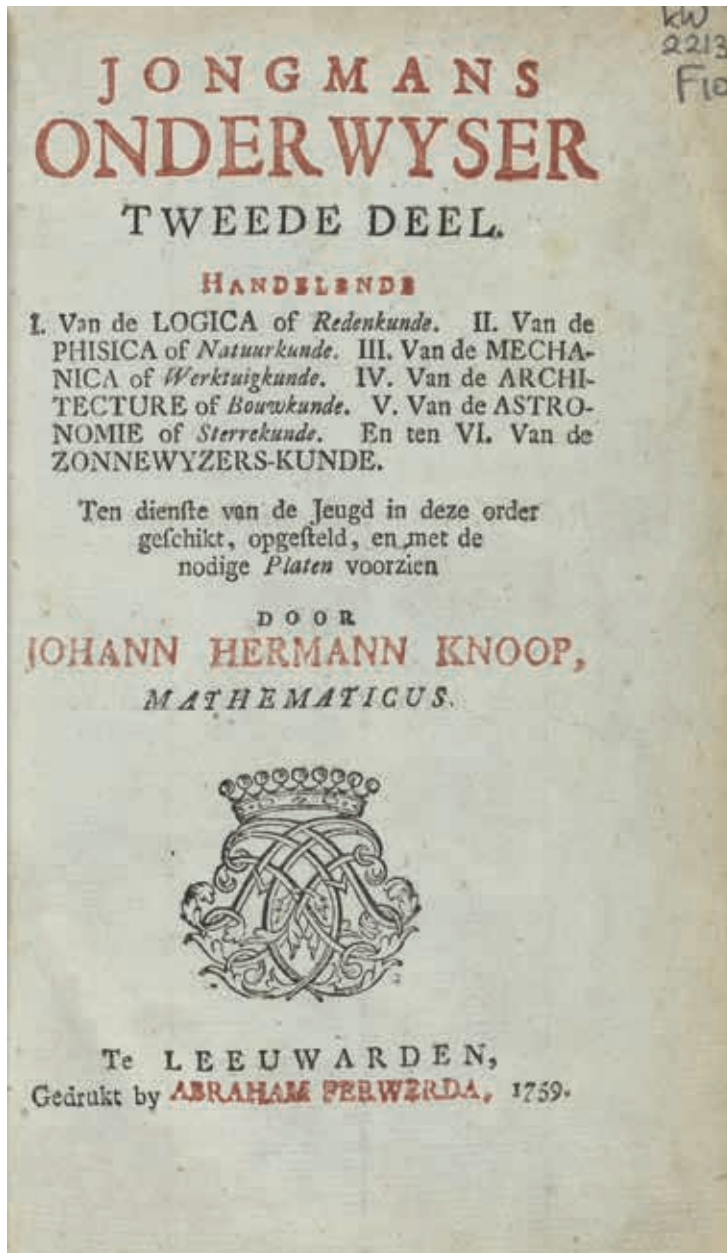 kW
2213
F10
JONGMANS
ONDERWYSER
TWEEDE DEEL.
HANDELENDE
I. Van de LOGICA of Redenkunde. II. Van de
PHISICA of Natuurkunde. III. Van de MECHA-
NICA of Werktuigkunde. IV. Van de ARCHI-
TECTURE of Bouwkunde. V. Van de ASTRO-
NOMIE of Sterrekunde. En ten VI. Van de
ZONNEWYZERS-KUNDE.
Ten dienſte van de Jeugd in deze order
geſchikt, opgeſteld, en met de
nodige Platen voorzien
DOOR
JOHANN HERMANN KNOOP,
MATHEMATICUS.
Te LEEUWARDEN,
Gedrukt by ABRAHAM FERWERDA, 1759.